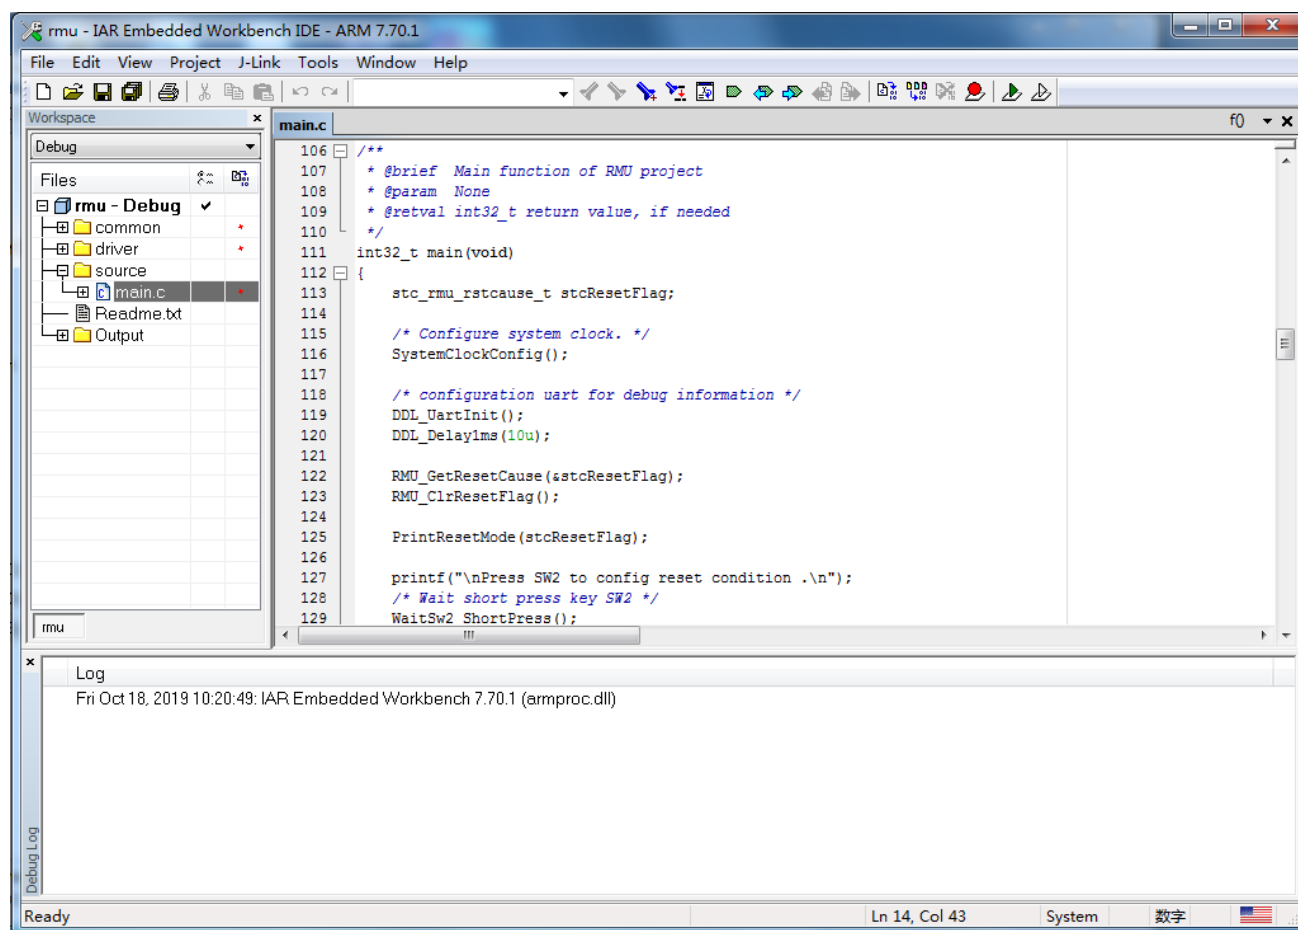 rmu - IAR Embedded Workbench IDE - ARM 7.70.1
File Edit View Project J-Link Tools Window Help
Workspace
Debug
Files
rmu - Debug
common
driver
source
main.c
Readme.txt
Output
rmu
main.c
f()
106 /**
107 * @brief Main function of RMU project
108 * @param None
109 * @retval int32_t return value, if needed
110 */
111 int32_t main(void)
112 {
113 stc_rmu_rstcause_t stcResetFlag;
114
115 /* Configure system clock. */
116 SystemClockConfig();
117
118 /* configuration uart for debug information */
119 DDL_UartInit();
120 DDL_Delay1ms(10u);
121
122 RMU_GetResetCause(&stcResetFlag);
123 RMU_ClrResetFlag();
124
125 PrintResetMode(stcResetFlag);
126
127 printf("\nPress SW2 to config reset condition .\n");
128 /* Wait short press key SW2 */
129 WaitSw2_ShortPress();
Log
Fri Oct 18, 2019 10:20:49: IAR Embedded Workbench 7.70.1 (armproc.dll)
Debug Log
Ready
Ln 14, Col 43
System
数字